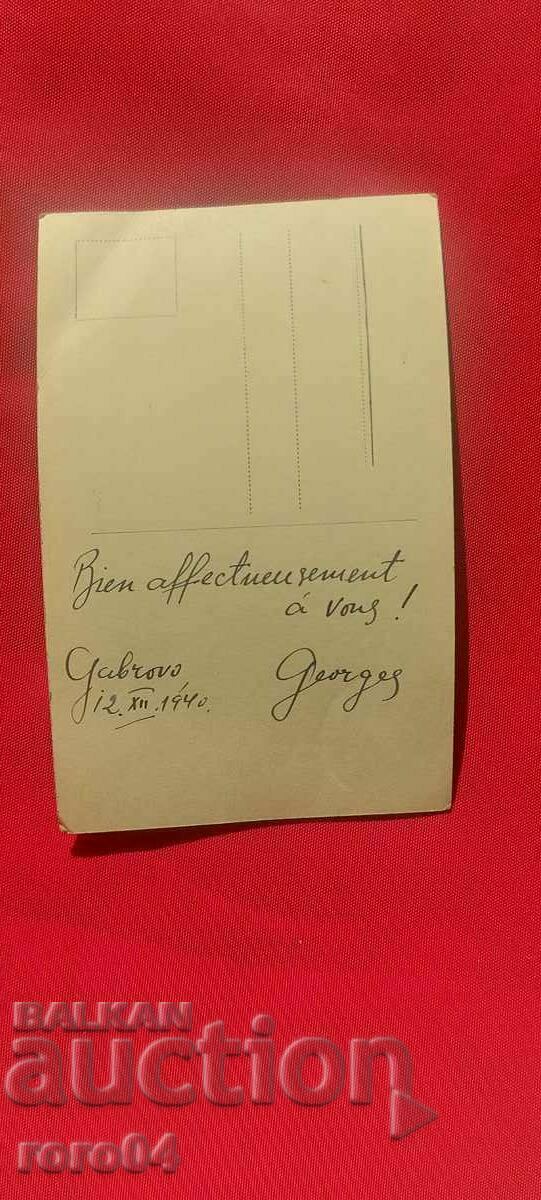 Bien affectueusement
à vous !
Gabrovo, Georges
12.XII.1940.
BALKAN
auction
roro04